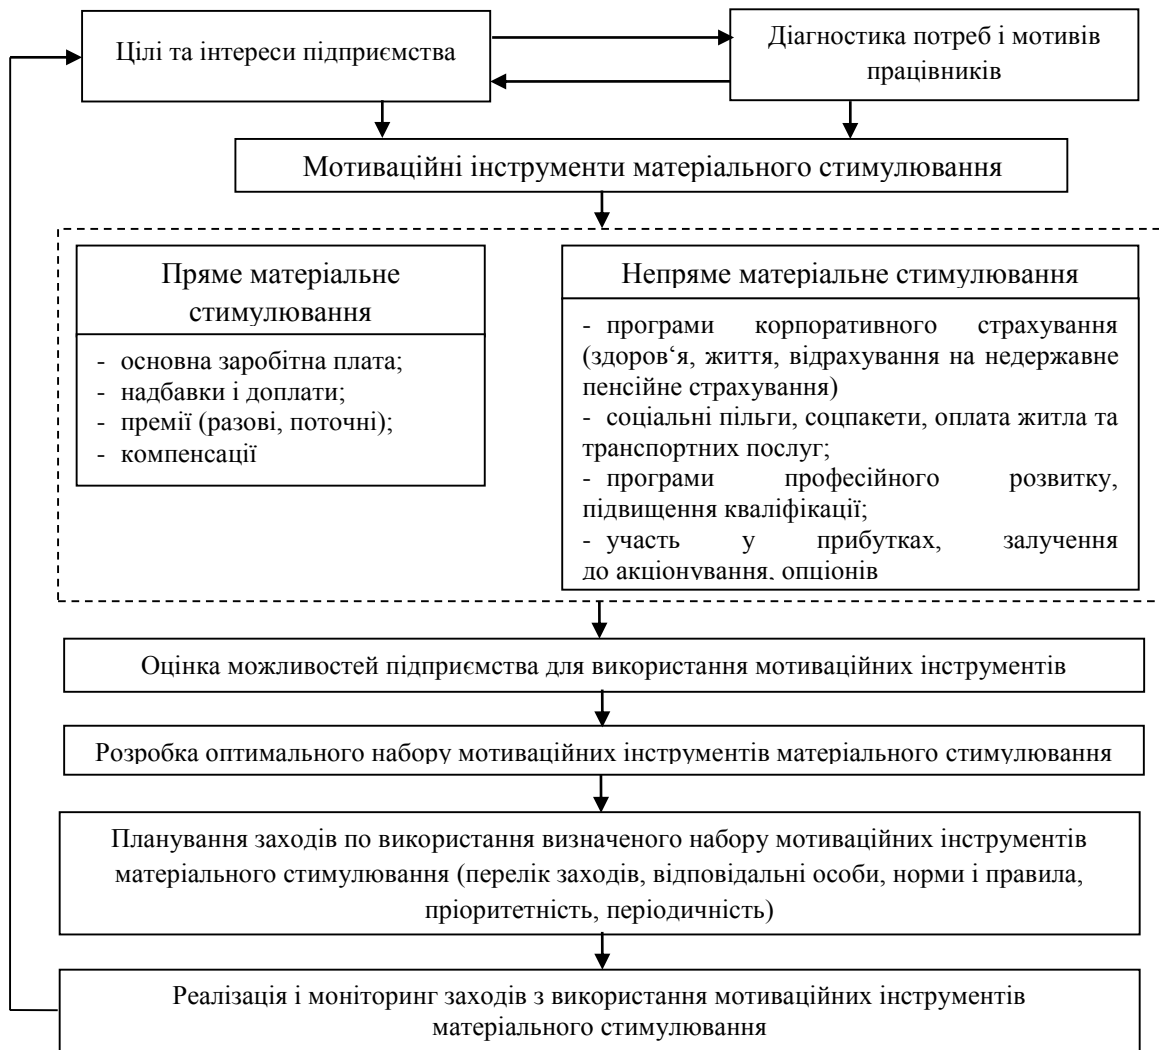 Цілі та інтереси підприємства
Діагностика потреб і мотивів
працівників
Мотиваційні інструменти матеріального стимулювання
Пряме матеріальне
стимулювання
- основна заробітна плата;
- надбавки і доплати;
- премії (разові, поточні);
- компенсації
Непряме матеріальне стимулювання
- програми корпоративного страхування
(здоров‘я, життя, відрахування на недержавне
пенсійне страхування)
- соціальні пільги, соцпакети, оплата житла та
транспортних послуг;
- програми професійного розвитку,
підвищення кваліфікації;
- участь у прибутках, залучення
до акціонування, опціонів
Оцінка можливостей підприємства для використання мотиваційних інструментів
Розробка оптимального набору мотиваційних інструментів матеріального стимулювання
Планування заходів по використання визначеного набору мотиваційних інструментів
матеріального стимулювання (перелік заходів, відповідальні особи, норми і правила,
пріоритетність, періодичність)
Реалізація і моніторинг заходів з використання мотиваційних інструментів
матеріального стимулювання